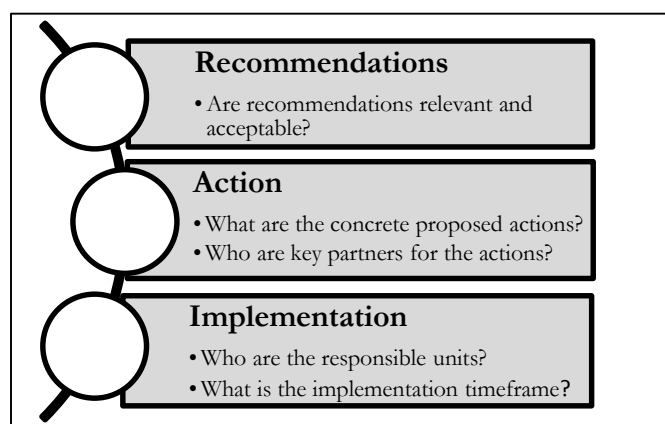 Recommendations
• Are recommendations relevant and
acceptable?
Action
• What are the concrete proposed actions?
• Who are key partners for the actions?
Implementation
• Who are the responsible units?
• What is the implementation timeframe?